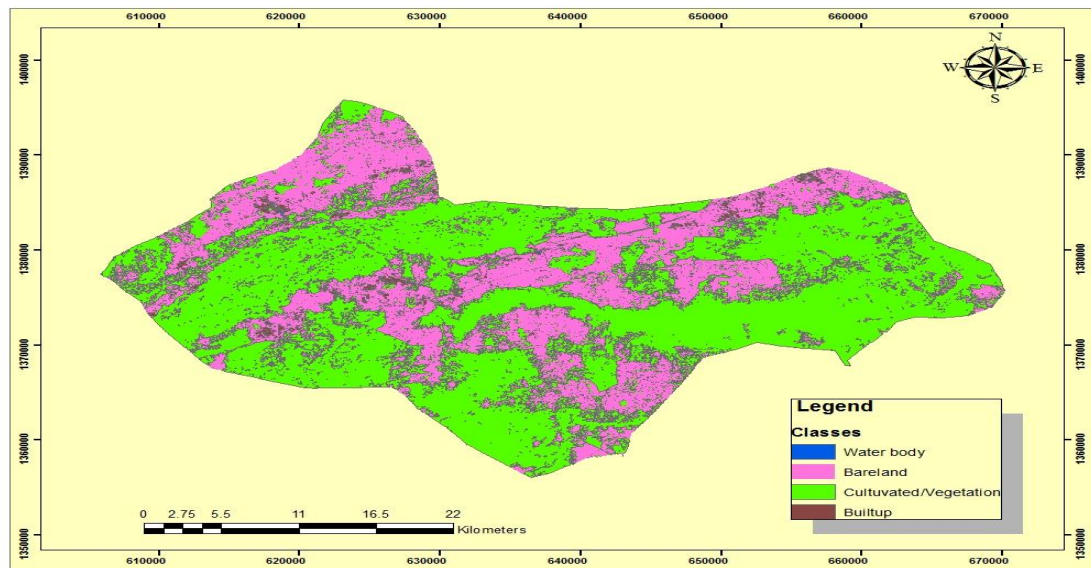 610000 620000 630000 640000 650000 660000 670000
1400000 1400000
N
W E
S
1390000 1390000
1380000 1380000
1370000 1370000
Legend
Classes
Water body
Bareland
Cultuvated/Vegetation
Builtup
1360000 1360000
0 2.75 5.5 11 16.5 22
Kilometers
1350000 1350000
610000 620000 630000 640000 650000 660000 670000